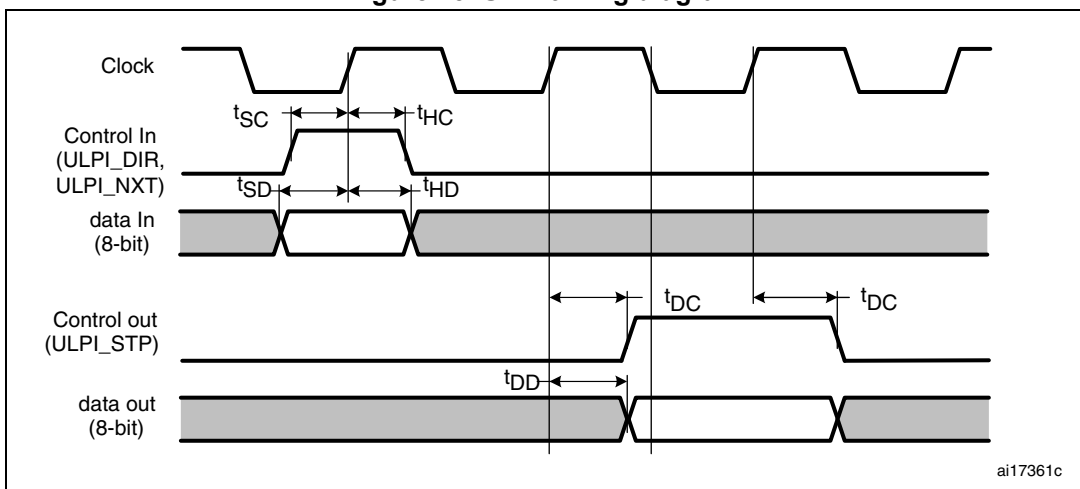 Clock
tSC
tHC
Control In
(ULPI_DIR,
ULPI_NXT)
tSD
tHD
data In
(8-bit)
tDC
tDC
Control out
(ULPI_STP)
tDD
data out
(8-bit)
ai17361c